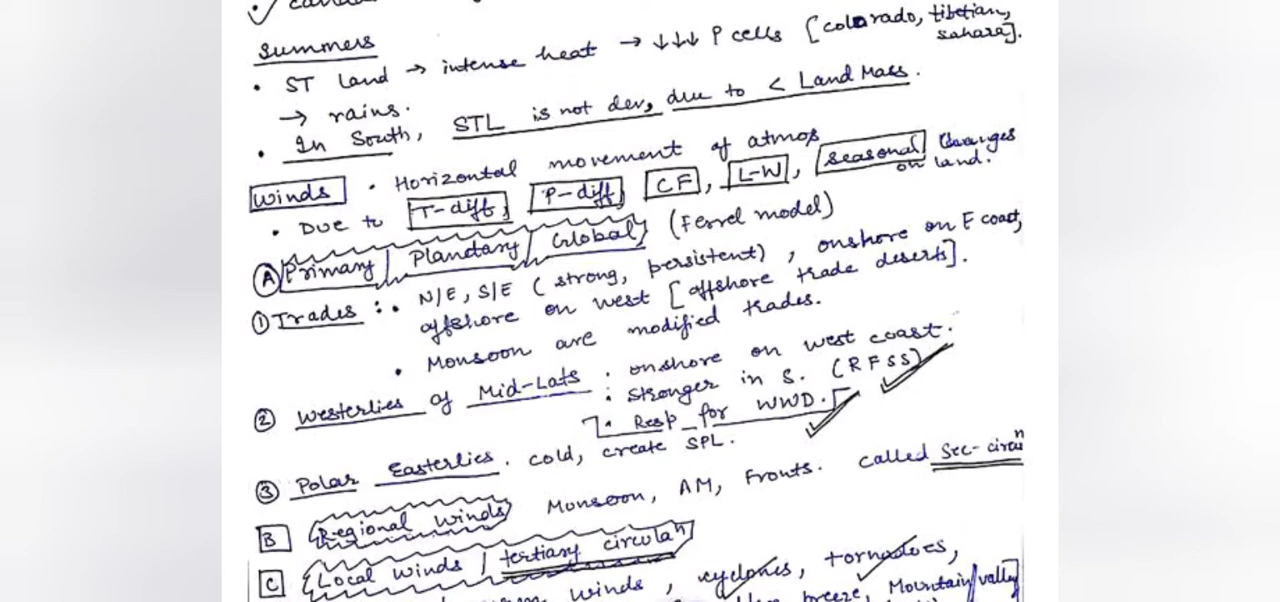 Summers
• ST land → intense heat → ↓↓↓ P cells [colorado, tibetian, sahara].
→ rains.
• In South, STL is not dev, due to < Land Mass.
Winds • Horizontal movement of atmos
• Due to T-diff, P-diff, CF, L-W, seasonal changes on land.
Ⓐ Primary / Planetary / Global (Ferrel model)
① Trades :• N/E, S/E (strong, persistent), onshore on E coast,
offshore on west [offshore trade deserts].
• Monsoon are modified trades.
② Westerlies of Mid-Lats • onshore on west coast.
: stronger in S. (RFSS)
• Resp for WWD.
③ Polar Easterlies. cold, create SPL.
B Regional winds Monsoon, AM, Fronts. called Sec-circuⁿ
C Local winds / tertiary circulaⁿ
winds, cyclones, tornadoes,
breeze, Mountain/valley